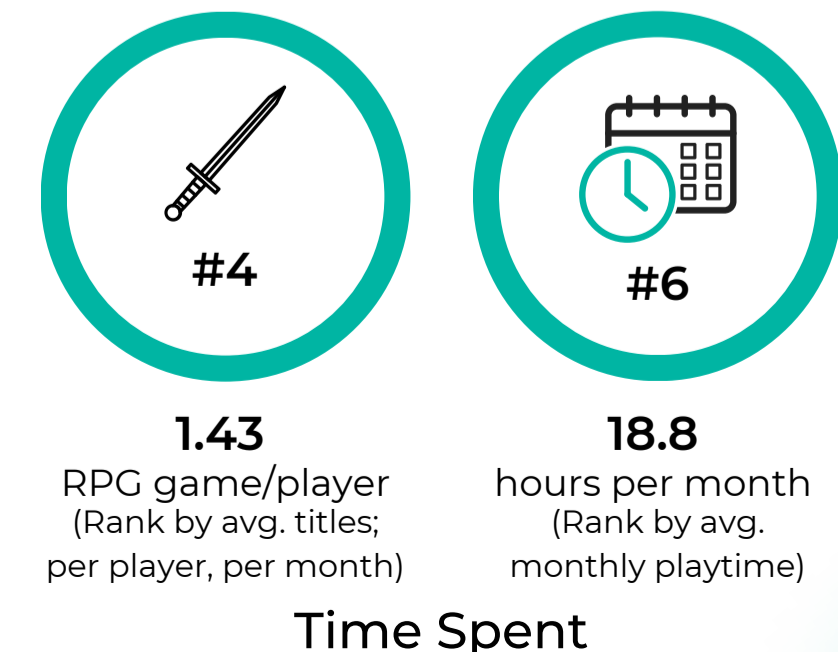 #4
1.43
RPG game/player
(Rank by avg. titles;
per player, per month)
#6
18.8
hours per month
(Rank by avg.
monthly playtime)
Time Spent